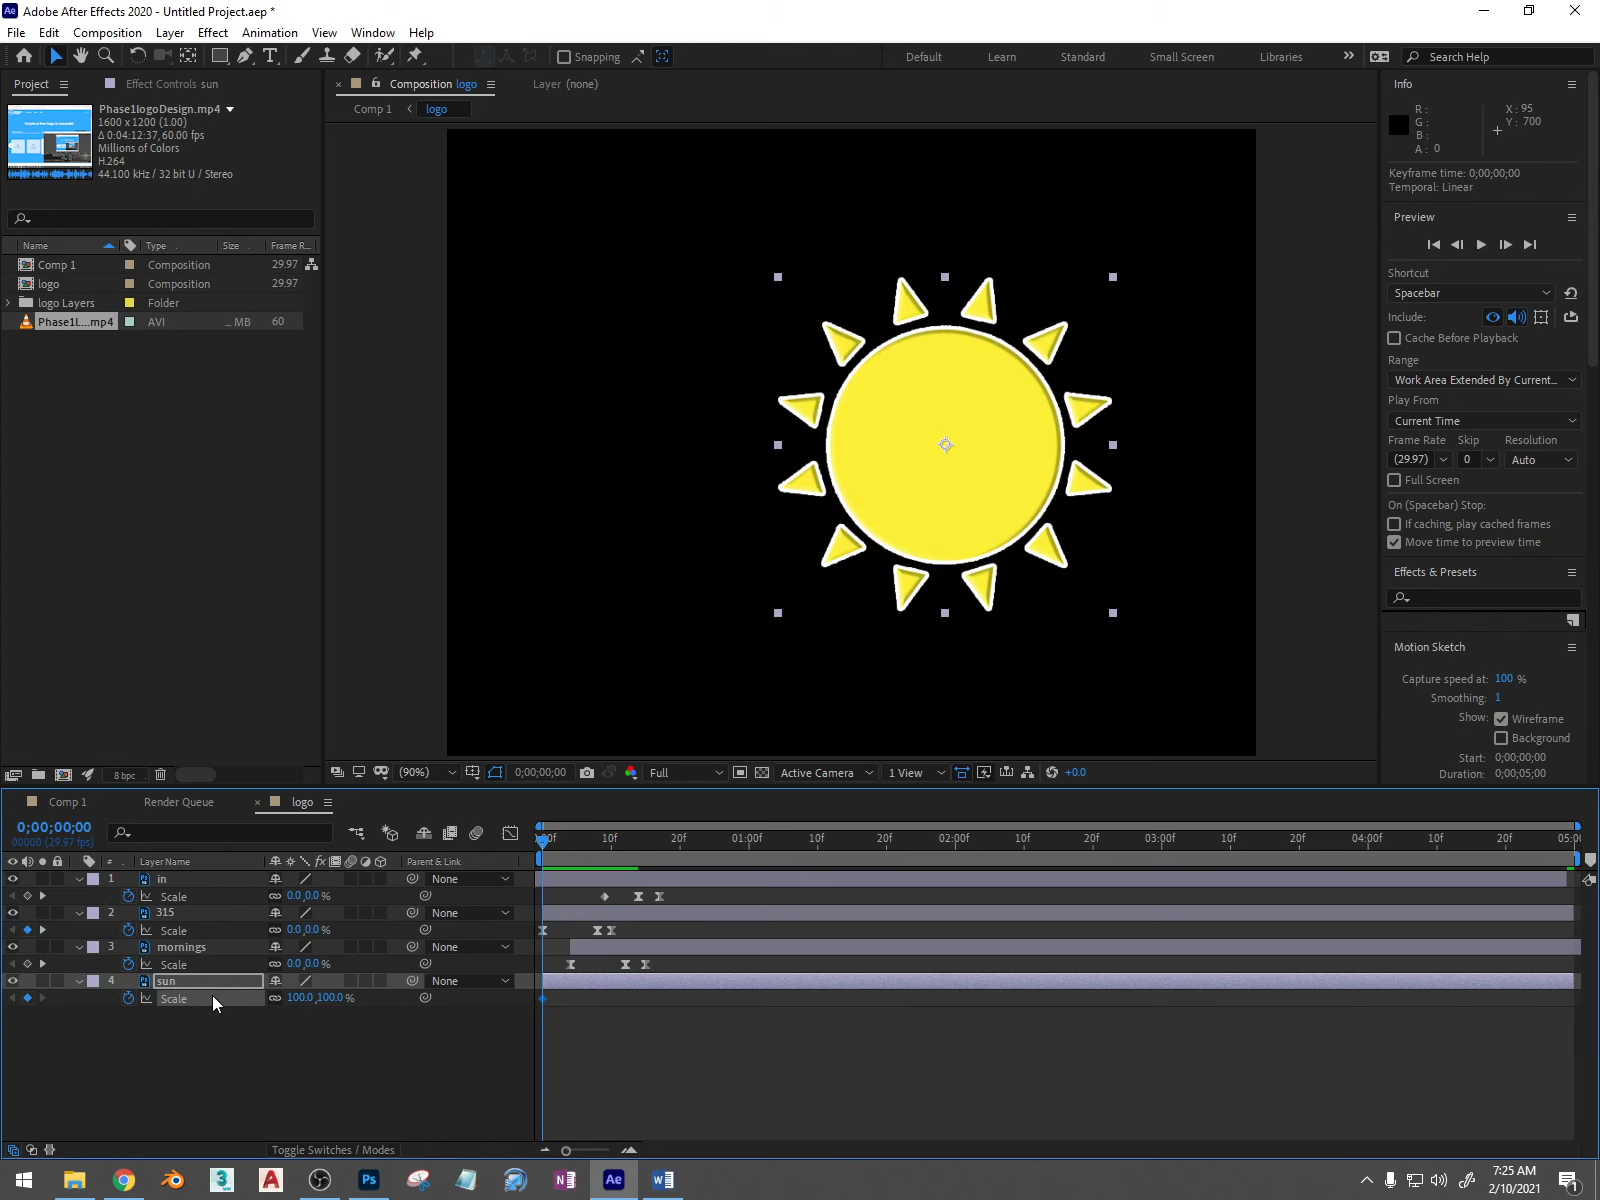 Adobe After Effects 2020 - Untitled Project.aep *
File Edit Composition Layer Effect Animation View Window Help
Snapping
Default Learn Standard Small Screen Libraries
Search Help
Project
Effect Controls sun
Phase1logoDesign.mp4
1600 x 1200 (1.00)
Δ 0:04:12:37, 60.00 fps
Millions of Colors
H.264
44.100 kHz / 32 bit U / Stereo
Name Type Size Frame R...
Comp 1 Composition 29.97
logo Composition 29.97
logo Layers Folder
Phase1l....mp4 AVI ... MB 60
8 bpc
Composition logo
Layer (none)
Comp 1 logo
(90%) 0;00;00;00 Full Active Camera 1 View +0.0
Info
R :
G :
B :
A : 0
X : 95
Y : 700
Keyframe time: 0;00;00;00
Temporal: Linear
Preview
Shortcut
Spacebar
Include:
Cache Before Playback
Range
Work Area Extended By Current...
Play From
Current Time
Frame Rate Skip Resolution
(29.97) 0 Auto
Full Screen
On (Spacebar) Stop:
If caching, play cached frames
Move time to preview time
Effects & Presets
Motion Sketch
Capture speed at: 100 %
Smoothing: 1
Show: Wireframe
Background
Start: 0;00;00;00
Duration: 0;00;05;00
Comp 1 Render Queue logo
0;00;00;00
00000 (29.97 fps)
10f 20f 01:00f 10f 20f 02:00f 10f 20f 03:00f 10f 20f 04:00f 10f 20f 05:00
# Layer Name fx Parent & Link
1 in None
Scale 0.0,0.0 %
2 315 None
Scale 0.0,0.0 %
3 mornings None
Scale 0.0,0.0 %
4 sun None
Scale 100.0,100.0 %
Toggle Switches / Modes
7:25 AM
2/10/2021